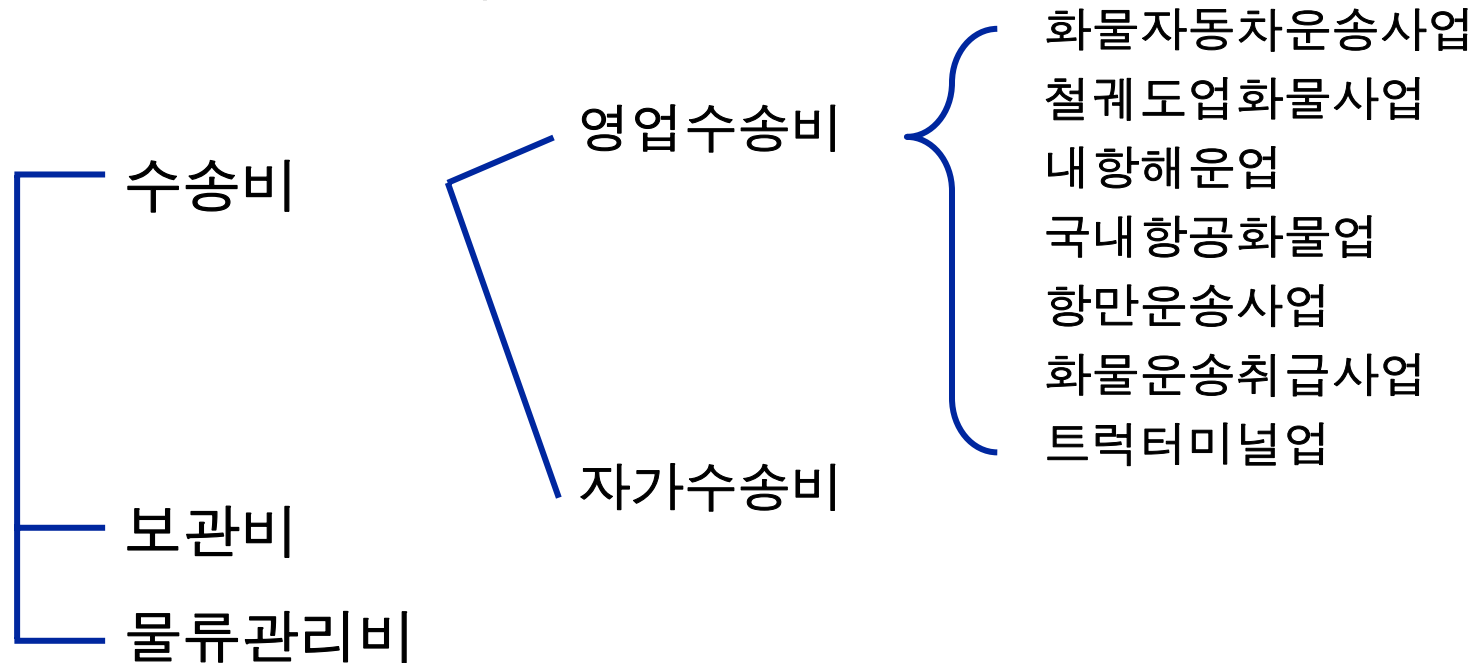 화물자동차운송사업
철궤도업화물사업
영업수송비
내항해운업
수송비
국내항공화물업
항만운송사업
화물운송취급사업
트럭터미널업
자가수송비
보관비
물류관리비